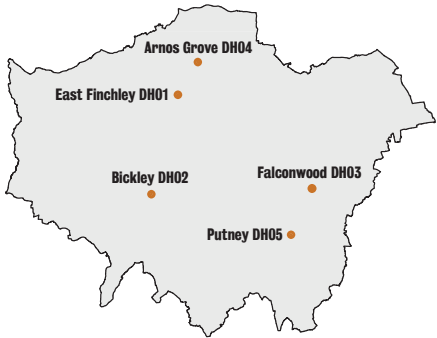 Arnos Grove DH04
East Finchley DH01
Bickley DH02
Falconwood DH03
Putney DH05